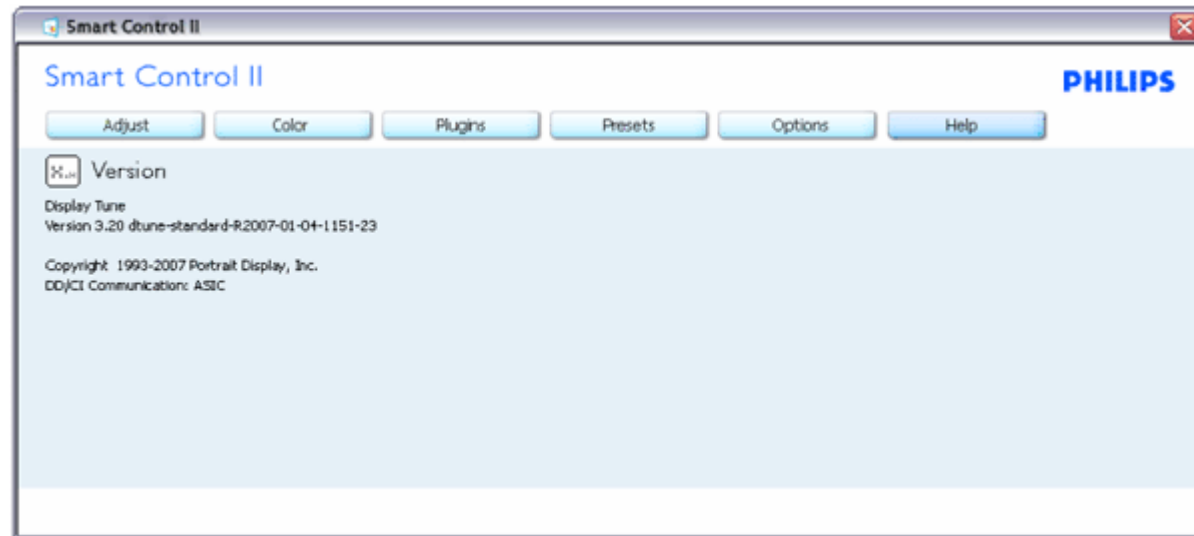 Smart Control II
Smart Control II
PHILIPS
Adjust Color Plugins Presets Options Help
Version
Display Tune
Version 3.20 dtune-standard-R2007-01-04-1151-23
Copyright 1993-2007 Portrait Display, Inc.
DD/CI Communication: ASIC